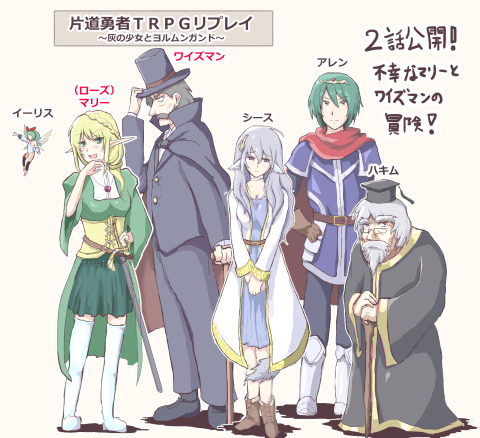 片道勇者ＴＲＰＧリプレイ
～灰の少女とヨルムンガンド～
2話公開!
不幸なマリーと
ワイズマンの
冒険!
ワイズマン
アレン
イーリス
(ローズ)
マリー
シース
ハキム